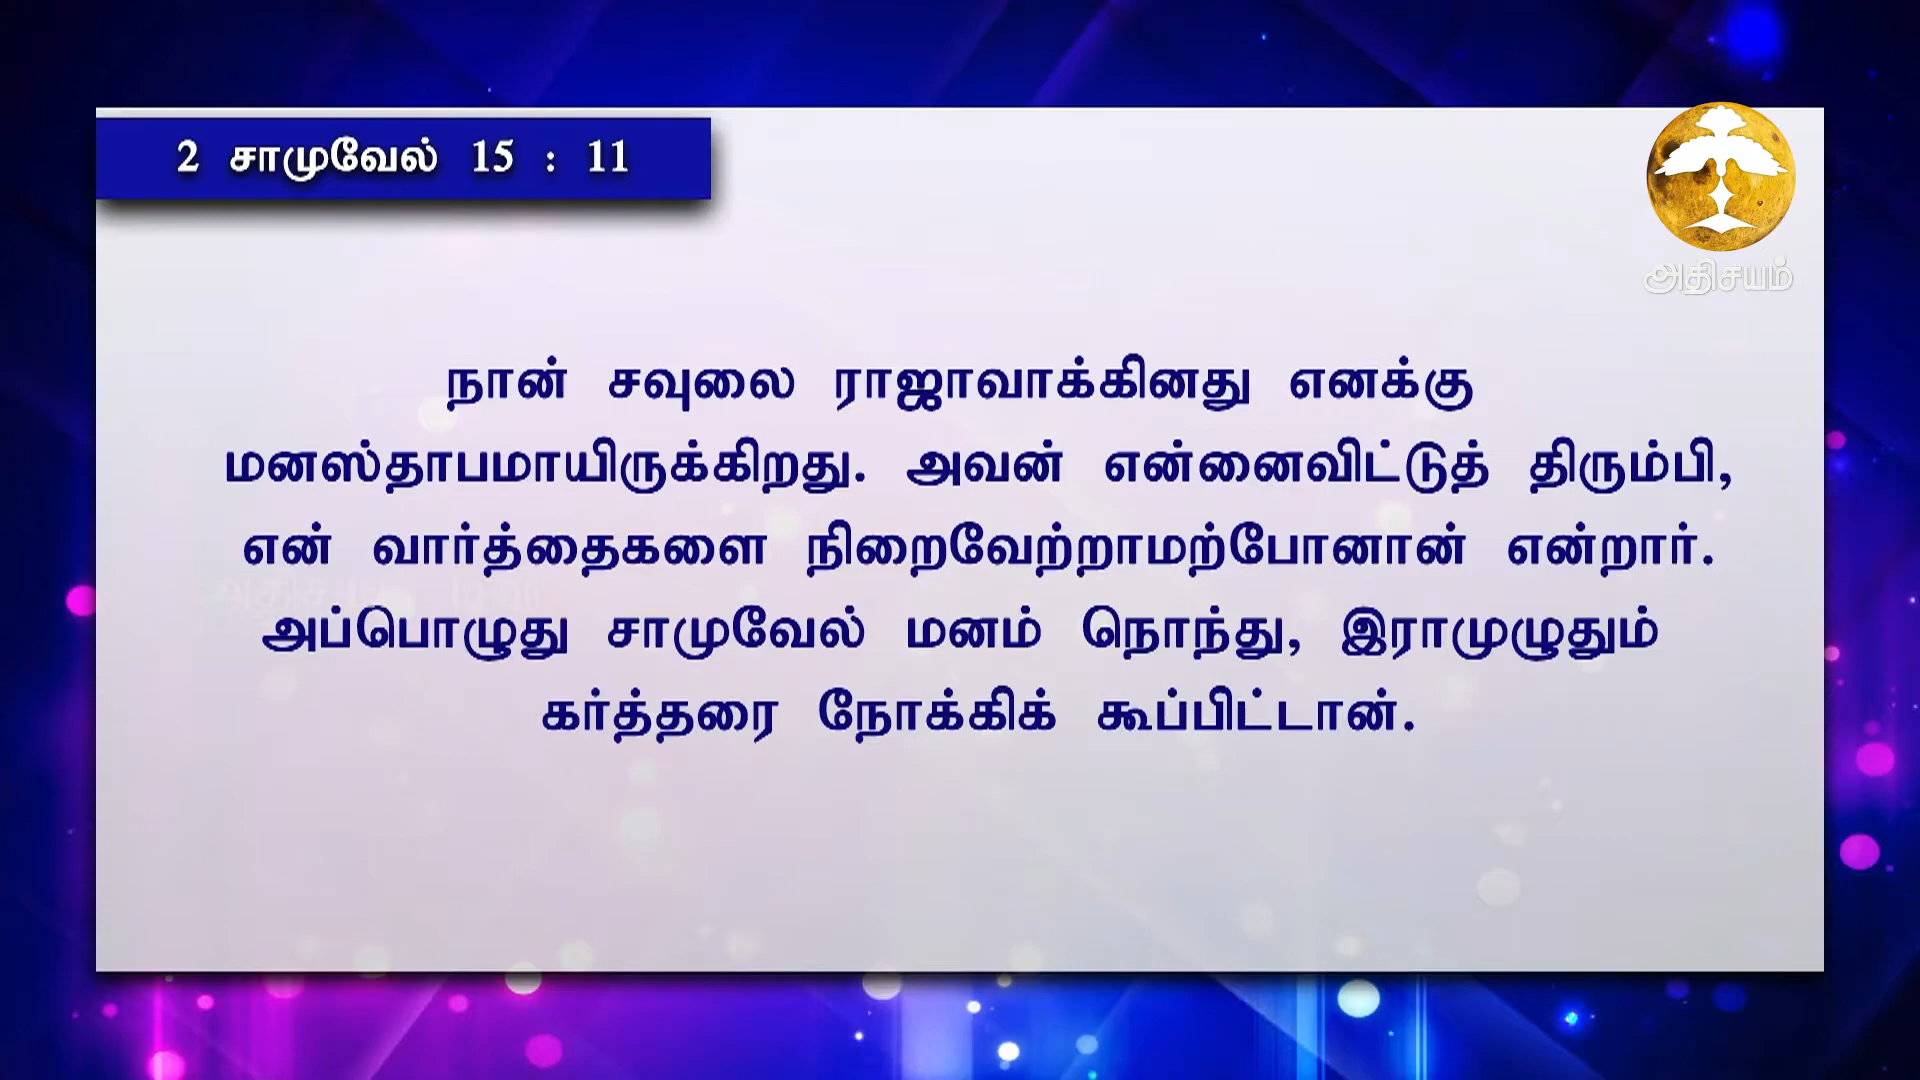 2 சாமுவேல் 15 : 11
அதிசயம்
நான் சவுலை ராஜாவாக்கினது எனக்கு
மனஸ்தாபமாயிருக்கிறது. அவன் என்னைவிட்டுத் திரும்பி,
என் வார்த்தைகளை நிறைவேற்றாமற்போனான் என்றார்.
அப்பொழுது சாமுவேல் மனம் நொந்து, இராமுழுதும்
கர்த்தரை நோக்கிக் கூப்பிட்டான்.